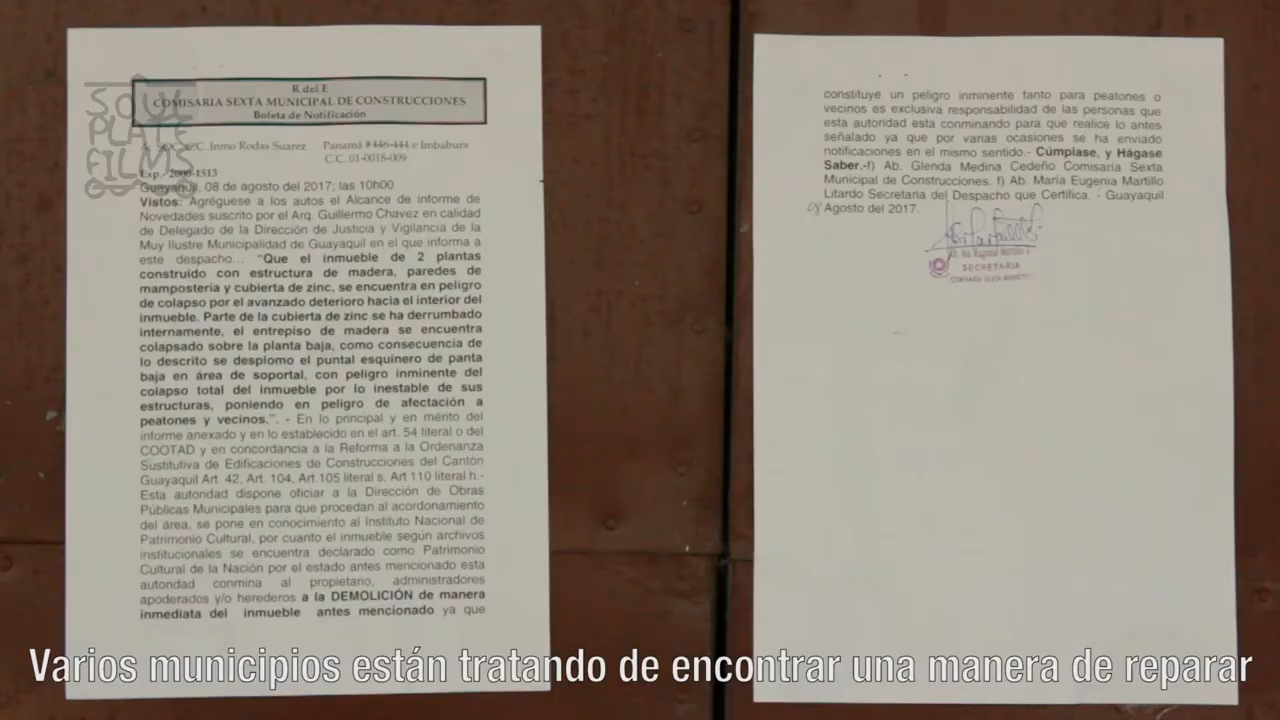 SOUL
PLATE
FILMS
R del E
COMISARIA SEXTA MUNICIPAL DE CONSTRUCCIONES
Boleta de Notificación
C. Inmo Rodas Suarez Panamá #446-444 e Imbabura
C.C. 01-0018-009
Exp.- 2000-1513
Guayaquil, 08 de agosto del 2017; las 10h00
Vistos: Agréguese a los autos el Alcance de informe de
Novedades suscrito por el Arq. Guillermo Chavez en calidad
de Delegado de la Dirección de Justicia y Vigilancia de la
Muy Ilustre Municipalidad de Guayaquil en el que informa a
este despacho... “Que el inmueble de 2 plantas
construido con estructura de madera, paredes de
mampostería y cubierta de zinc, se encuentra en peligro
de colapso por el avanzado deterioro hacia el interior del
inmueble. Parte de la cubierta de zinc se ha derrumbado
internamente, el entrepiso de madera se encuentra
colapsado sobre la planta baja, como consecuencia de
lo descrito se desplomo el puntal esquinero de panta
baja en área de soportal, con peligro inminente del
colapso total del inmueble por lo inestable de sus
estructuras, poniendo en peligro de afectación a
peatones y vecinos.”. - En lo principal y en mérito del
informe anexado y en lo establecido en el art. 54 literal o del
COOTAD y en concordancia a la Reforma a la Ordenanza
Sustitutiva de Edificaciones de Construcciones del Cantón
Guayaquil Art. 42, Art. 104, Art.105 literal s, Art 110 literal h.-
Esta autoridad dispone oficiar a la Dirección de Obras
Públicas Municipales para que procedan al acordonamiento
del área, se pone en conocimiento al Instituto Nacional de
Patrimonio Cultural, por cuanto el inmueble según archivos
institucionales se encuentra declarado como Patrimonio
Cultural de la Nación por el estado antes mencionado esta
autoridad conmina al propietario, administradores
apoderados y/o herederos a la DEMOLICIÓN de manera
inmediata del inmueble antes mencionado ya que
constituye un peligro inminente tanto para peatones o
vecinos es exclusiva responsabilidad de las personas que
esta autoridad esta conminando para que realice lo antes
señalado ya que por varias ocasiones se ha enviado
notificaciones en el mismo sentido.- Cúmplase, y Hágase
Saber.-f) Ab. Glenda Medina Cedeño Comisaría Sexta
Municipal de Construcciones. f) Ab. María Eugenia Martillo
Litardo Secretaria del Despacho que Certifica. - Guayaquil
08 Agosto del 2017.
SECRETARIA
Varios municipios están tratando de encontrar una manera de reparar